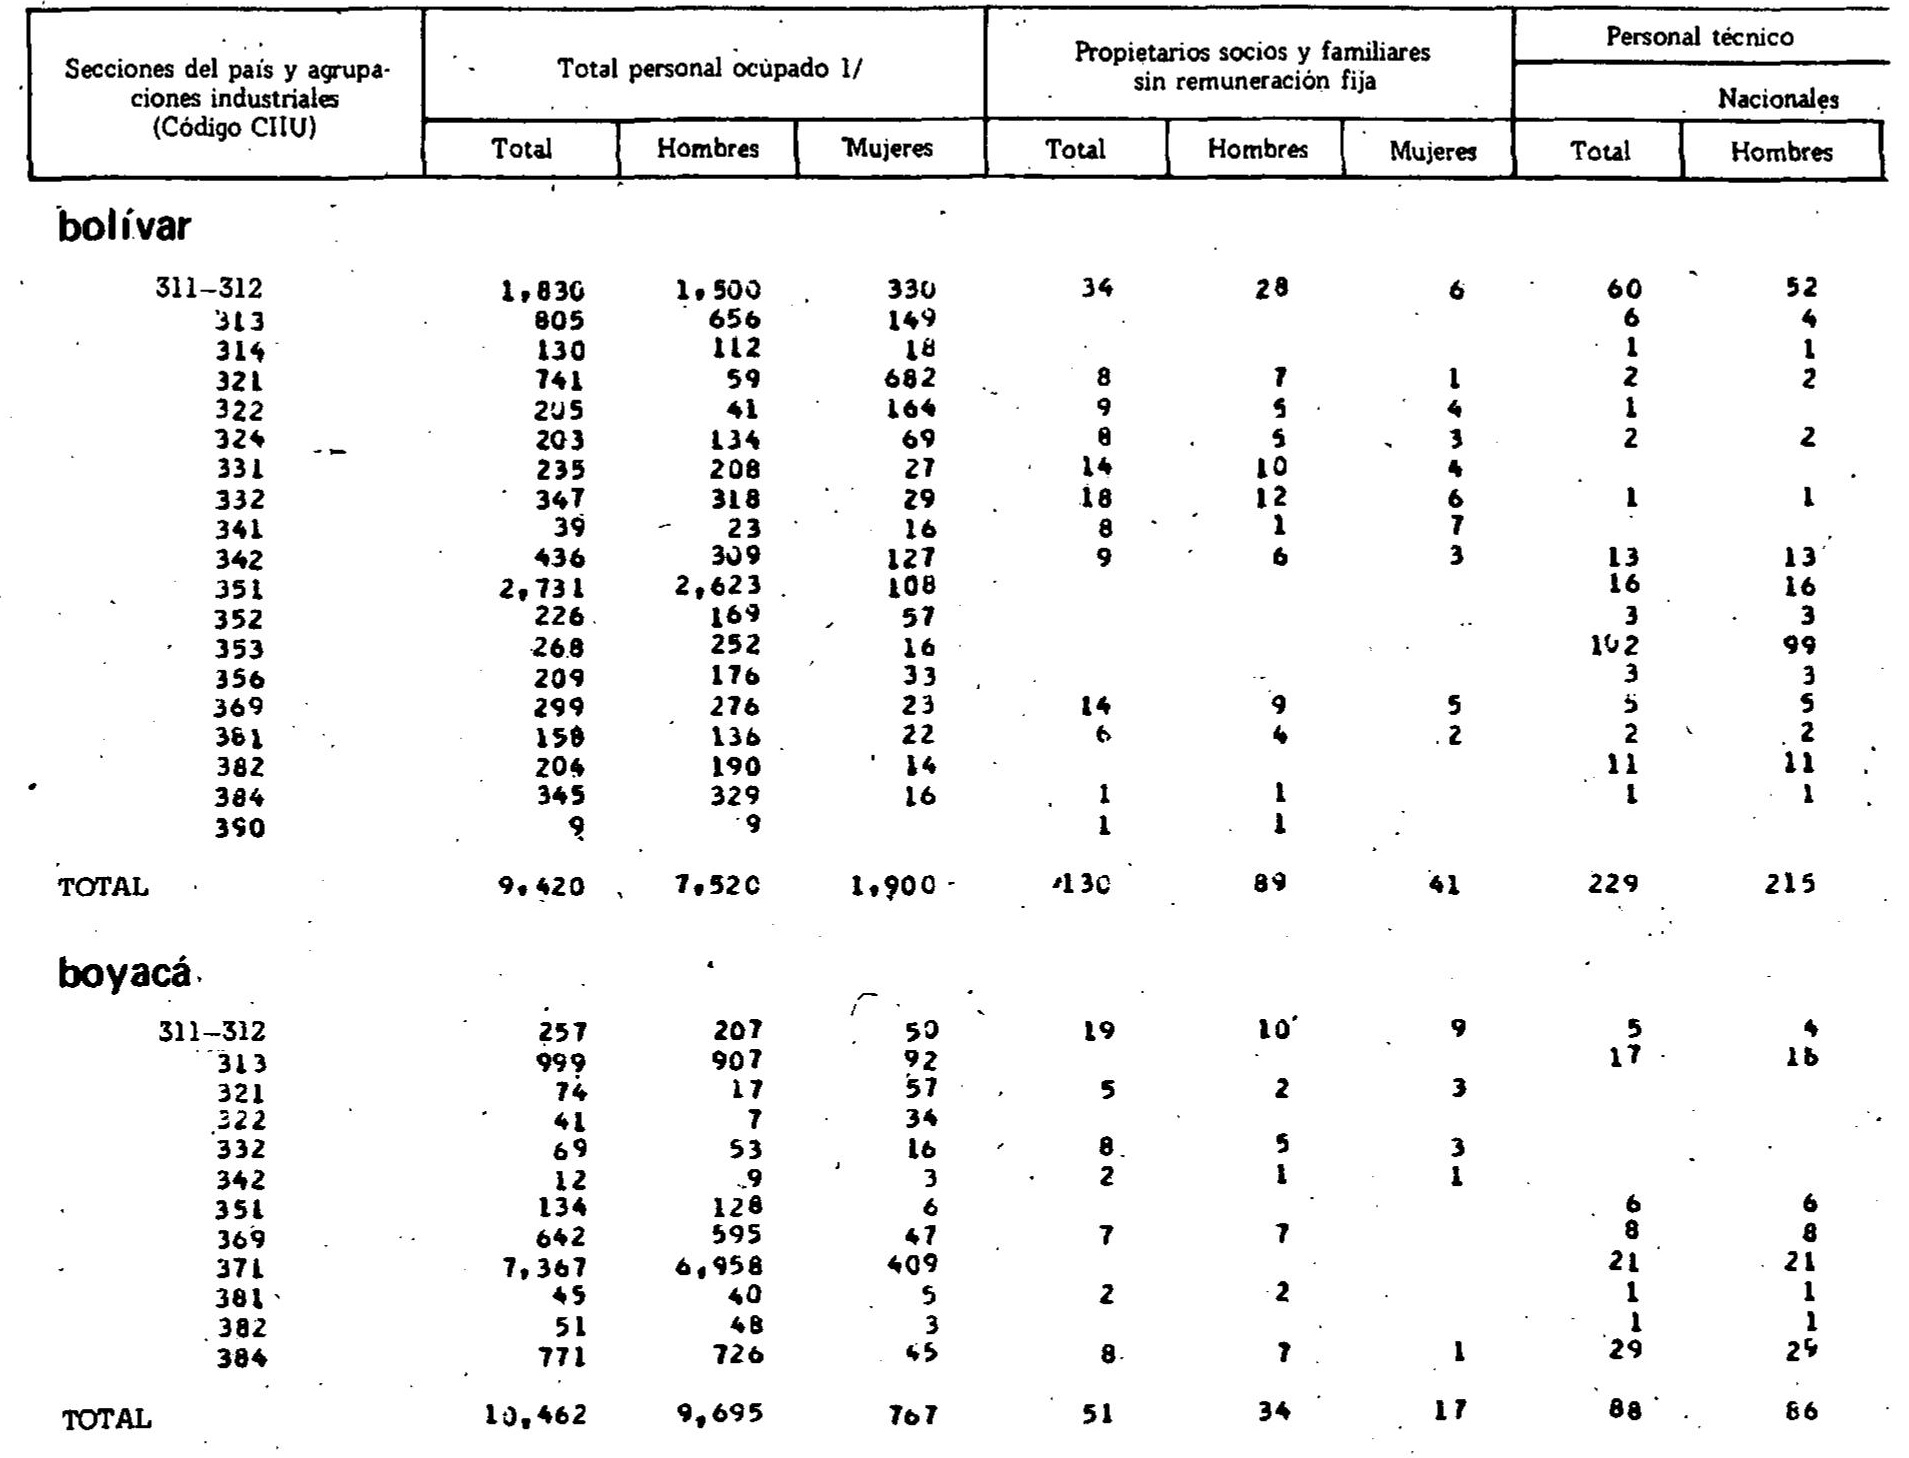 Secciones del país y agrupa-
ciones industriales
(Código CIIU)
Total personal ocupado 1/
Propietarios socios y familiares
sin remuneración fija
Personal técnico
Nacionales
Total Hombres Mujeres Total Hombres Mujeres Total Hombres
bolívar
311-312 1,830 1,500 330 34 28 6 60 52
313 805 656 149 6 4
314 130 112 18 1 1
321 741 59 682 8 7 1 2 2
322 205 41 164 9 5 4 1
324 203 134 69 8 5 3 2 2
331 235 208 27 14 10 4
332 347 318 29 18 12 6 1 1
341 39 23 16 8 1 7
342 436 309 127 9 6 3 13 13
351 2,731 2,623 108 16 16
352 226 169 57 3 3
353 268 252 16 102 99
356 209 176 33 3 3
369 299 276 23 14 9 5 5 5
381 158 136 22 6 4 2 2 2
382 204 190 14 11 11
384 345 329 16 1 1 1 1
390 9 9 1 1
TOTAL 9,420 7,520 1,900 130 89 41 229 215
boyacá
311-312 257 207 50 19 10 9 5 4
313 999 907 92 17 16
321 74 17 57 5 2 3
322 41 7 34
332 69 53 16 8 5 3
342 12 9 3 2 1 1
351 134 128 6 6 6
369 642 595 47 7 7 8 8
371 7,367 6,958 409 21 21
381 45 40 5 2 2 1 1
382 51 48 3 1 1
384 771 726 45 8 7 1 29 29
TOTAL 10,462 9,695 767 51 34 17 88 86